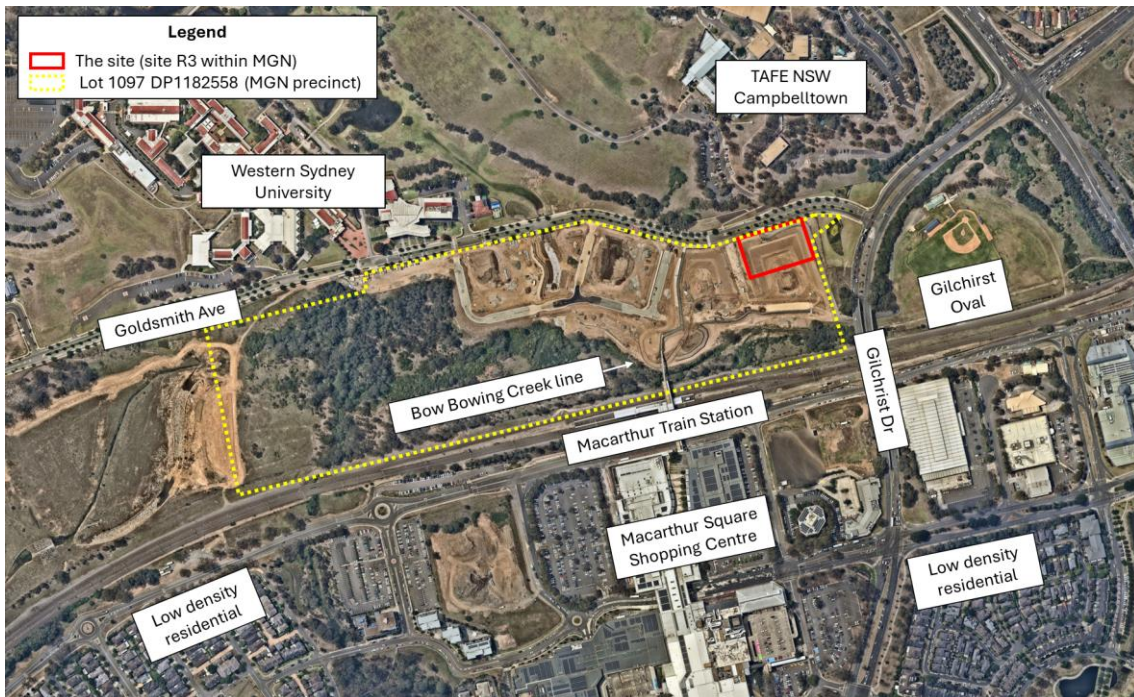 Legend
The site (site R3 within MGN)
Lot 1097 DP1182558 (MGN precinct)
TAFE NSW
Campbelltown
Western Sydney
University
Goldsmith Ave
Gilchirst
Oval
Bow Bowing Creek line
Gilchrist Dr
Macarthur Train Station
Macarthur Square
Shopping Centre
Low density
residential
Low density
residential